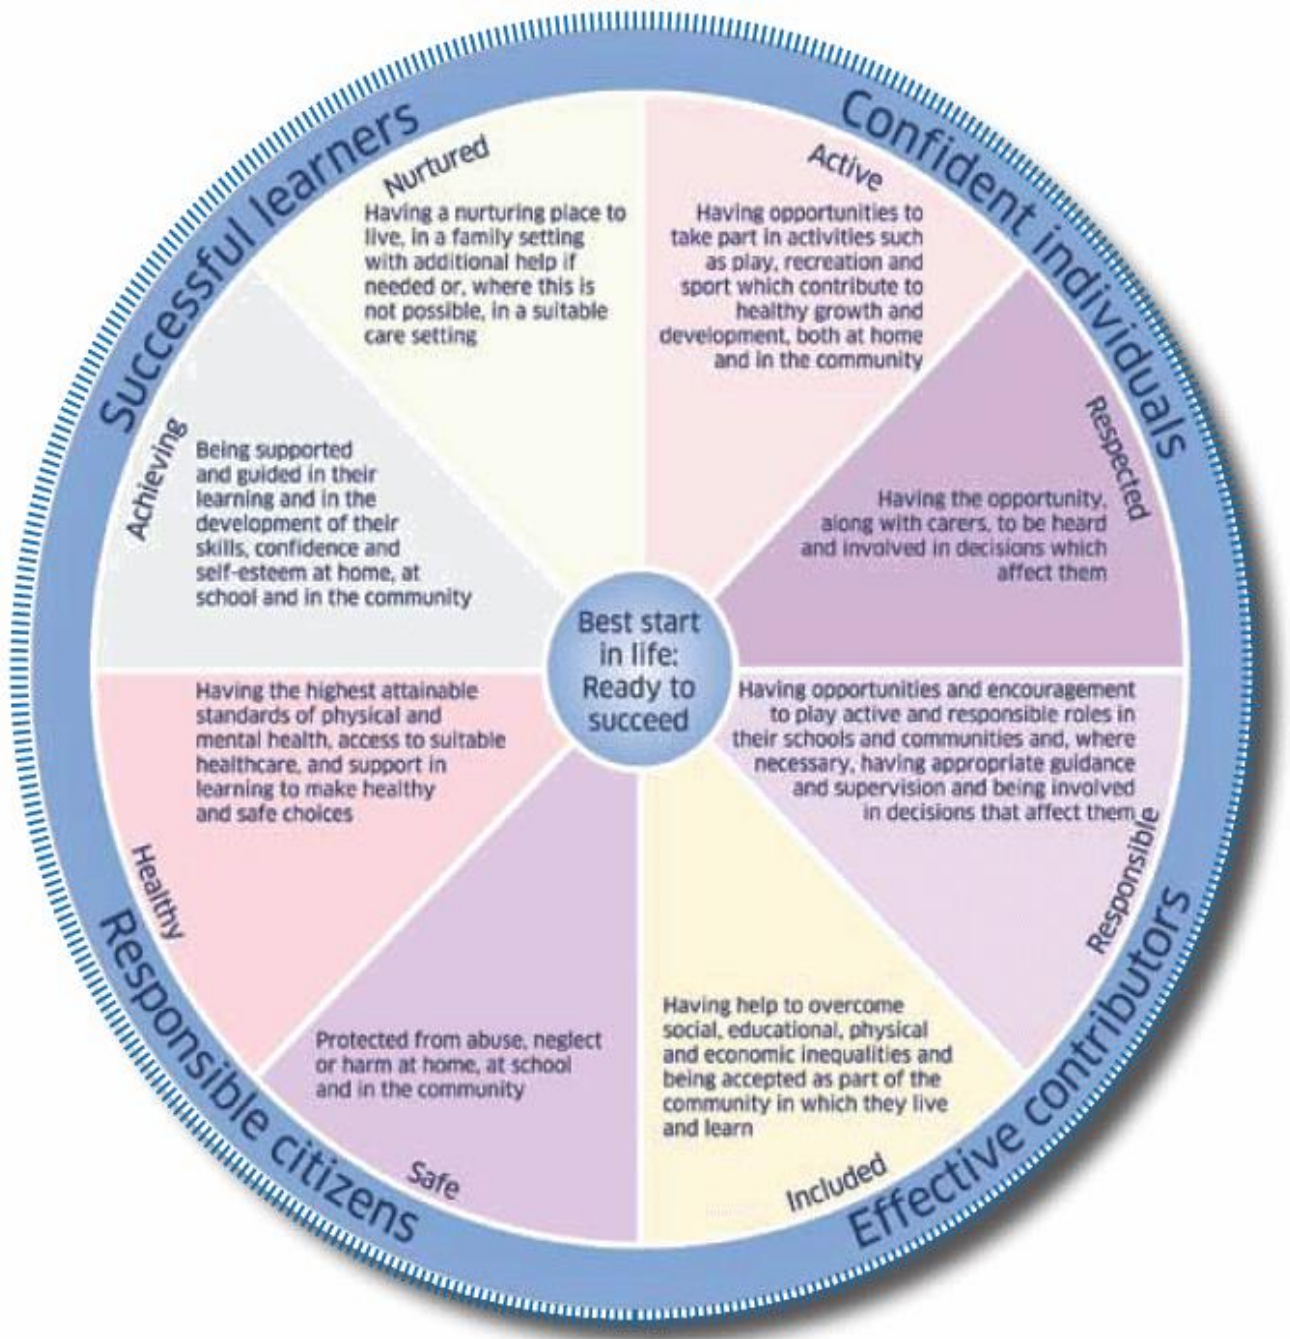 Successful learners
Confident individuals
Nurtured
Having a nurturing place to
live, in a family setting
with additional help if
needed or, where this is
not possible, in a suitable
care setting
Active
Having opportunities to
take part in activities such
as play, recreation and
sport which contribute to
healthy growth and
development, both at home
and in the community
Achieving
Being supported
and guided in their
learning and in the
development of their
skills, confidence and
self-esteem at home, at
school and in the community
Respected
Having the opportunity,
along with carers, to be heard
and involved in decisions which
affect them
Best start
in life:
Ready to
succeed
Having the highest attainable
standards of physical and
mental health, access to suitable
healthcare, and support in
learning to make healthy
and safe choices
Healthy
Having opportunities and encouragement
to play active and responsible roles in
their schools and communities and, where
necessary, having appropriate guidance
and supervision and being involved
in decisions that affect them
Responsible
Protected from abuse, neglect
or harm at home, at school
and in the community
Safe
Having help to overcome
social, educational, physical
and economic inequalities and
being accepted as part of the
community in which they live
and learn
Included
Responsible citizens
Effective contributors